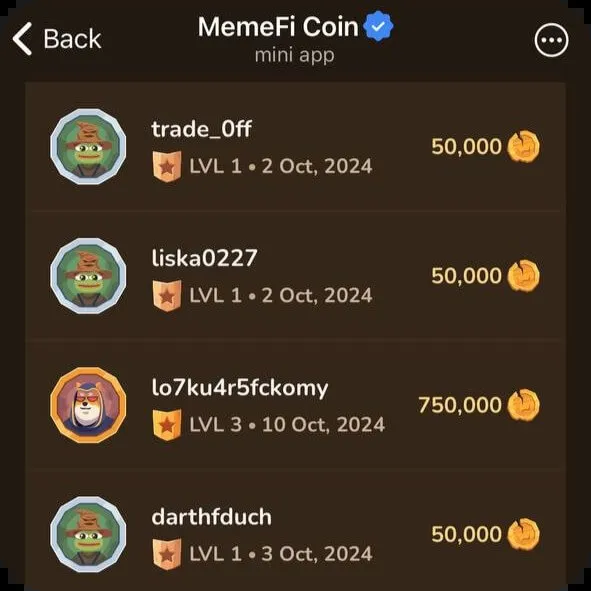 Back
MemeFi Coin
mini app
trade_0ff
LVL 1 • 2 Oct, 2024
50,000
liska0227
LVL 1 • 2 Oct, 2024
50,000
lo7ku4r5fckomy
LVL 3 • 10 Oct, 2024
750,000
darthfduch
LVL 1 • 3 Oct, 2024
50,000